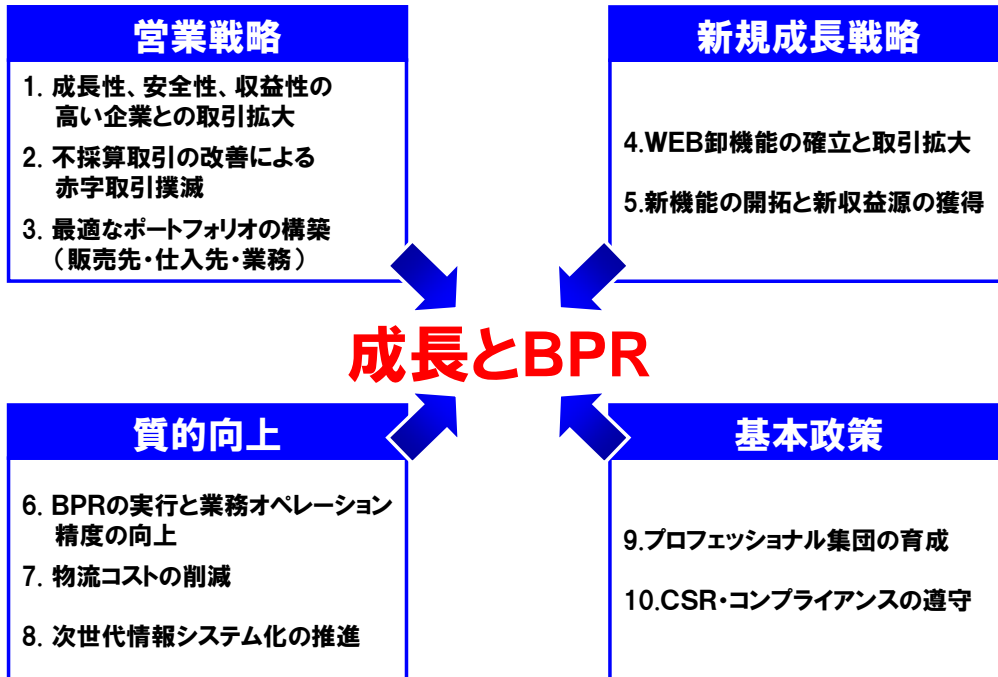 営業戦略
1. 成長性、安全性、収益性の
高い企業との取引拡大
2. 不採算取引の改善による
赤字取引撲滅
3. 最適なポートフォリオの構築
（販売先・仕入先・業務）
新規成長戦略
4.WEB卸機能の確立と取引拡大
5.新機能の開拓と新収益源の獲得
成長とBPR
質的向上
6. BPRの実行と業務オペレーション
精度の向上
7. 物流コストの削減
8. 次世代情報システム化の推進
基本政策
9.プロフェッショナル集団の育成
10.CSR・コンプライアンスの遵守